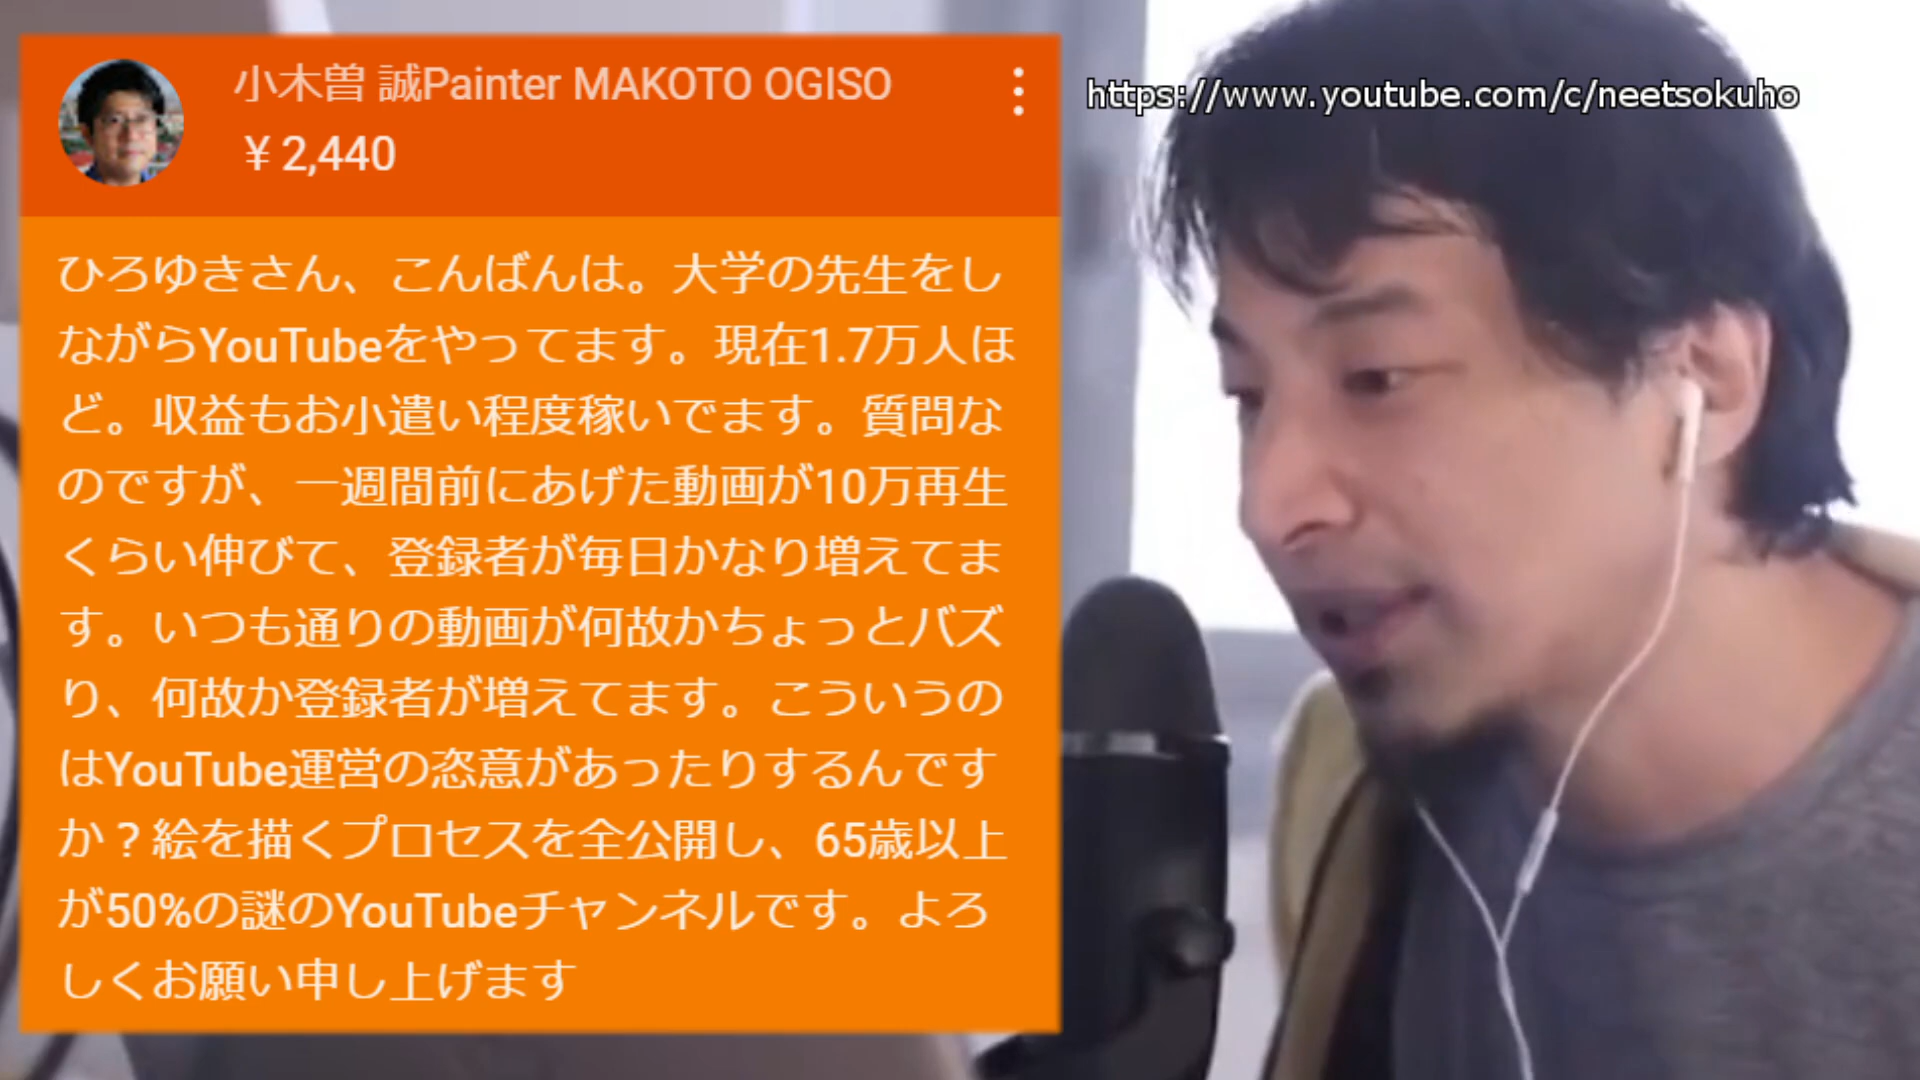 小木曽 誠Painter MAKOTO OGISO
￥2,440
https://www.youtube.com/c/neetsokuho
ひろゆきさん、こんばんは。大学の先生をし
ながらYouTubeをやってます。現在1.7万人ほ
ど。収益もお小遣い程度稼いでます。質問な
のですが、一週間前にあげた動画が10万再生
くらい伸びて、登録者が毎日かなり増えてま
す。いつも通りの動画が何故かちょっとバズ
り、何故か登録者が増えてます。こういうの
はYouTube運営の恣意があったりするんです
か？絵を描くプロセスを全公開し、65歳以上
が50%の謎のYouTubeチャンネルです。よろ
しくお願い申し上げます